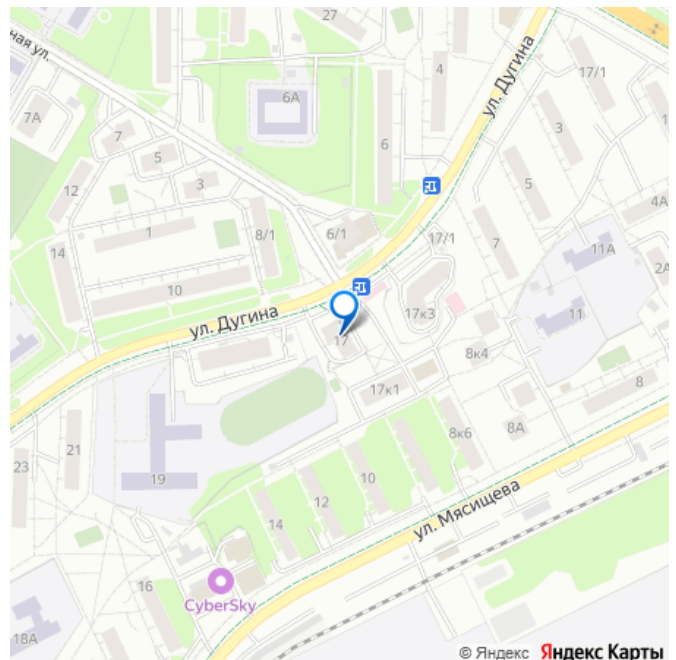 27
ная ул.
17/1
4
6А
3
7А
7
6
5
5
12
3
4А
1
8/1
6/1
17/1
7
11А
14
2А
10
ул. Дугина
ул. Дугина
17к3
11
17
8к4
17к1
8
21
8А
8к6
23
19
10
12
14
ул. Мясищева
16
CyberSky
18А
© Яндекс Яндекс Карты